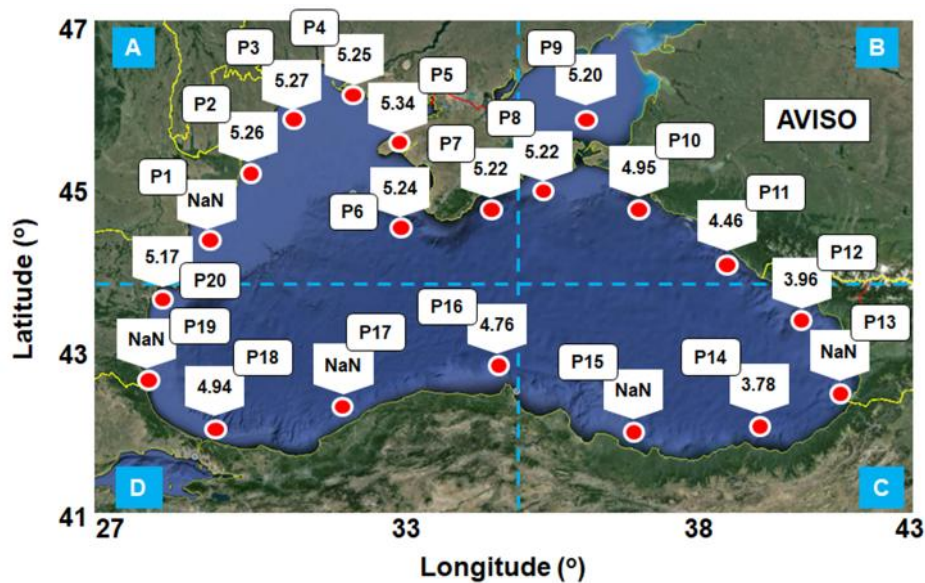 47
A
B
P4
P3
5.25
P9
5.27
P5
5.20
P2
5.34
AVISO
5.26
P7
P8
P10
P1
5.22
5.22
4.95
45
NaN
5.24
P11
P6
4.46
5.17
P12
P20
3.96
P16
P13
P19
P17
4.76
43
NaN
P18
NaN
P15
P14
NaN
4.94
NaN
3.78
D
C
41
27
33
38
43
Longitude (°)
Latitude (°)